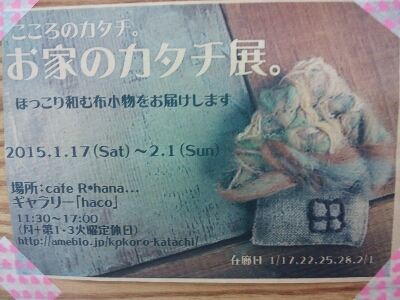 こころのカタチ。
お家のカタチ展。
ほっこり和む布小物をお届けします
2015.1.17(Sat)～2.1(Sun)
場所:cafe R*hana...
ギャラリー「haco」
11:30～17:00
(月+第1・3火曜定休日)
http://ameblo.jp/kokoro-katachi/
在廊日 1/17,22,25,28,2/1